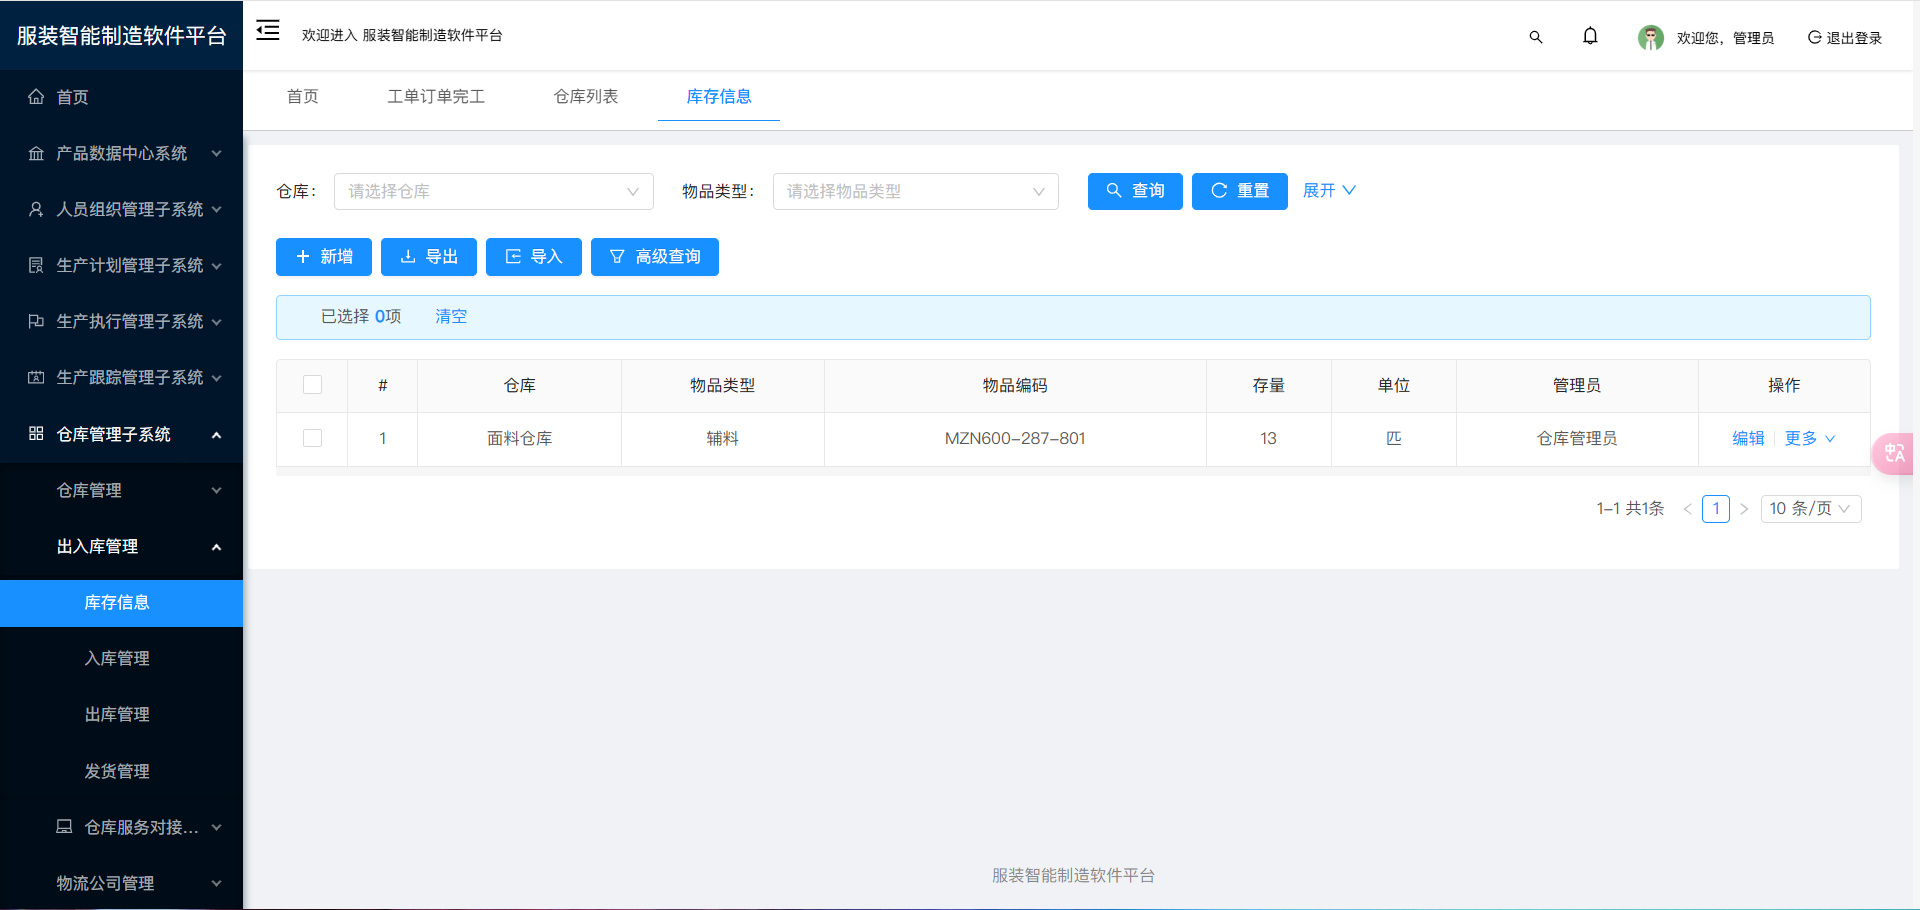 服装智能制造软件平台
欢迎进入 服装智能制造软件平台
欢迎您，管理员
退出登录
首页
工单订单完工
仓库列表
库存信息
首页
产品数据中心系统
人员组织管理子系统
生产计划管理子系统
生产执行管理子系统
生产跟踪管理子系统
仓库管理子系统
仓库管理
出入库管理
库存信息
入库管理
出库管理
发货管理
仓库服务对接...
物流公司管理
仓库： 请选择仓库 物品类型： 请选择物品类型 查询 重置 展开
新增 导出 导入 高级查询
已选择 0项 清空
# 仓库 物品类型 物品编码 存量 单位 管理员 操作
1 面料仓库 辅料 MZN600-287-801 13 匹 仓库管理员 编辑 更多
中A
1-1 共1条 < 1 > 10 条/页
服装智能制造软件平台